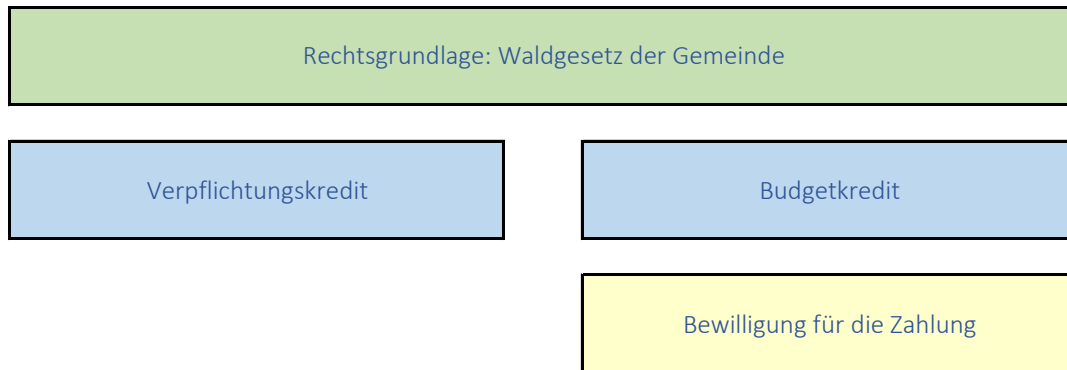 Rechtsgrundlage: Waldgesetz der Gemeinde
Verpflichtungskredit
Budgetkredit
Bewilligung für die Zahlung